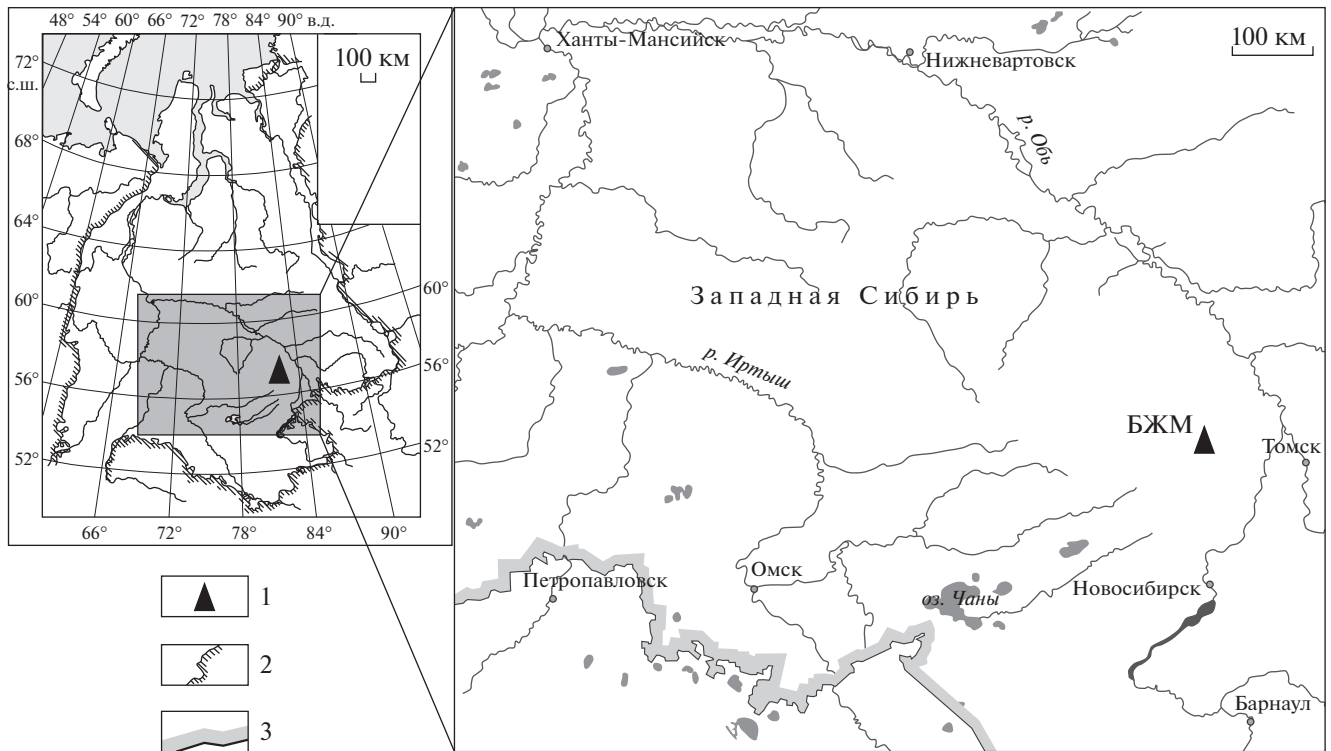 48° 54° 60° 66° 72° 78° 84° 90° в.д.
72°
с.ш.
68°
64°
60°
56°
52°
100 км
60°
56°
52°
66° 72° 78° 84° 90°
1
2
3
Ханты-Мансийск
Нижневартовск
100 км
р. Обь
Западная Сибирь
р. Иртыш
БЖМ
Томск
Петропавловск
Омск
оз. Чаны
Новосибирск
Барнаул